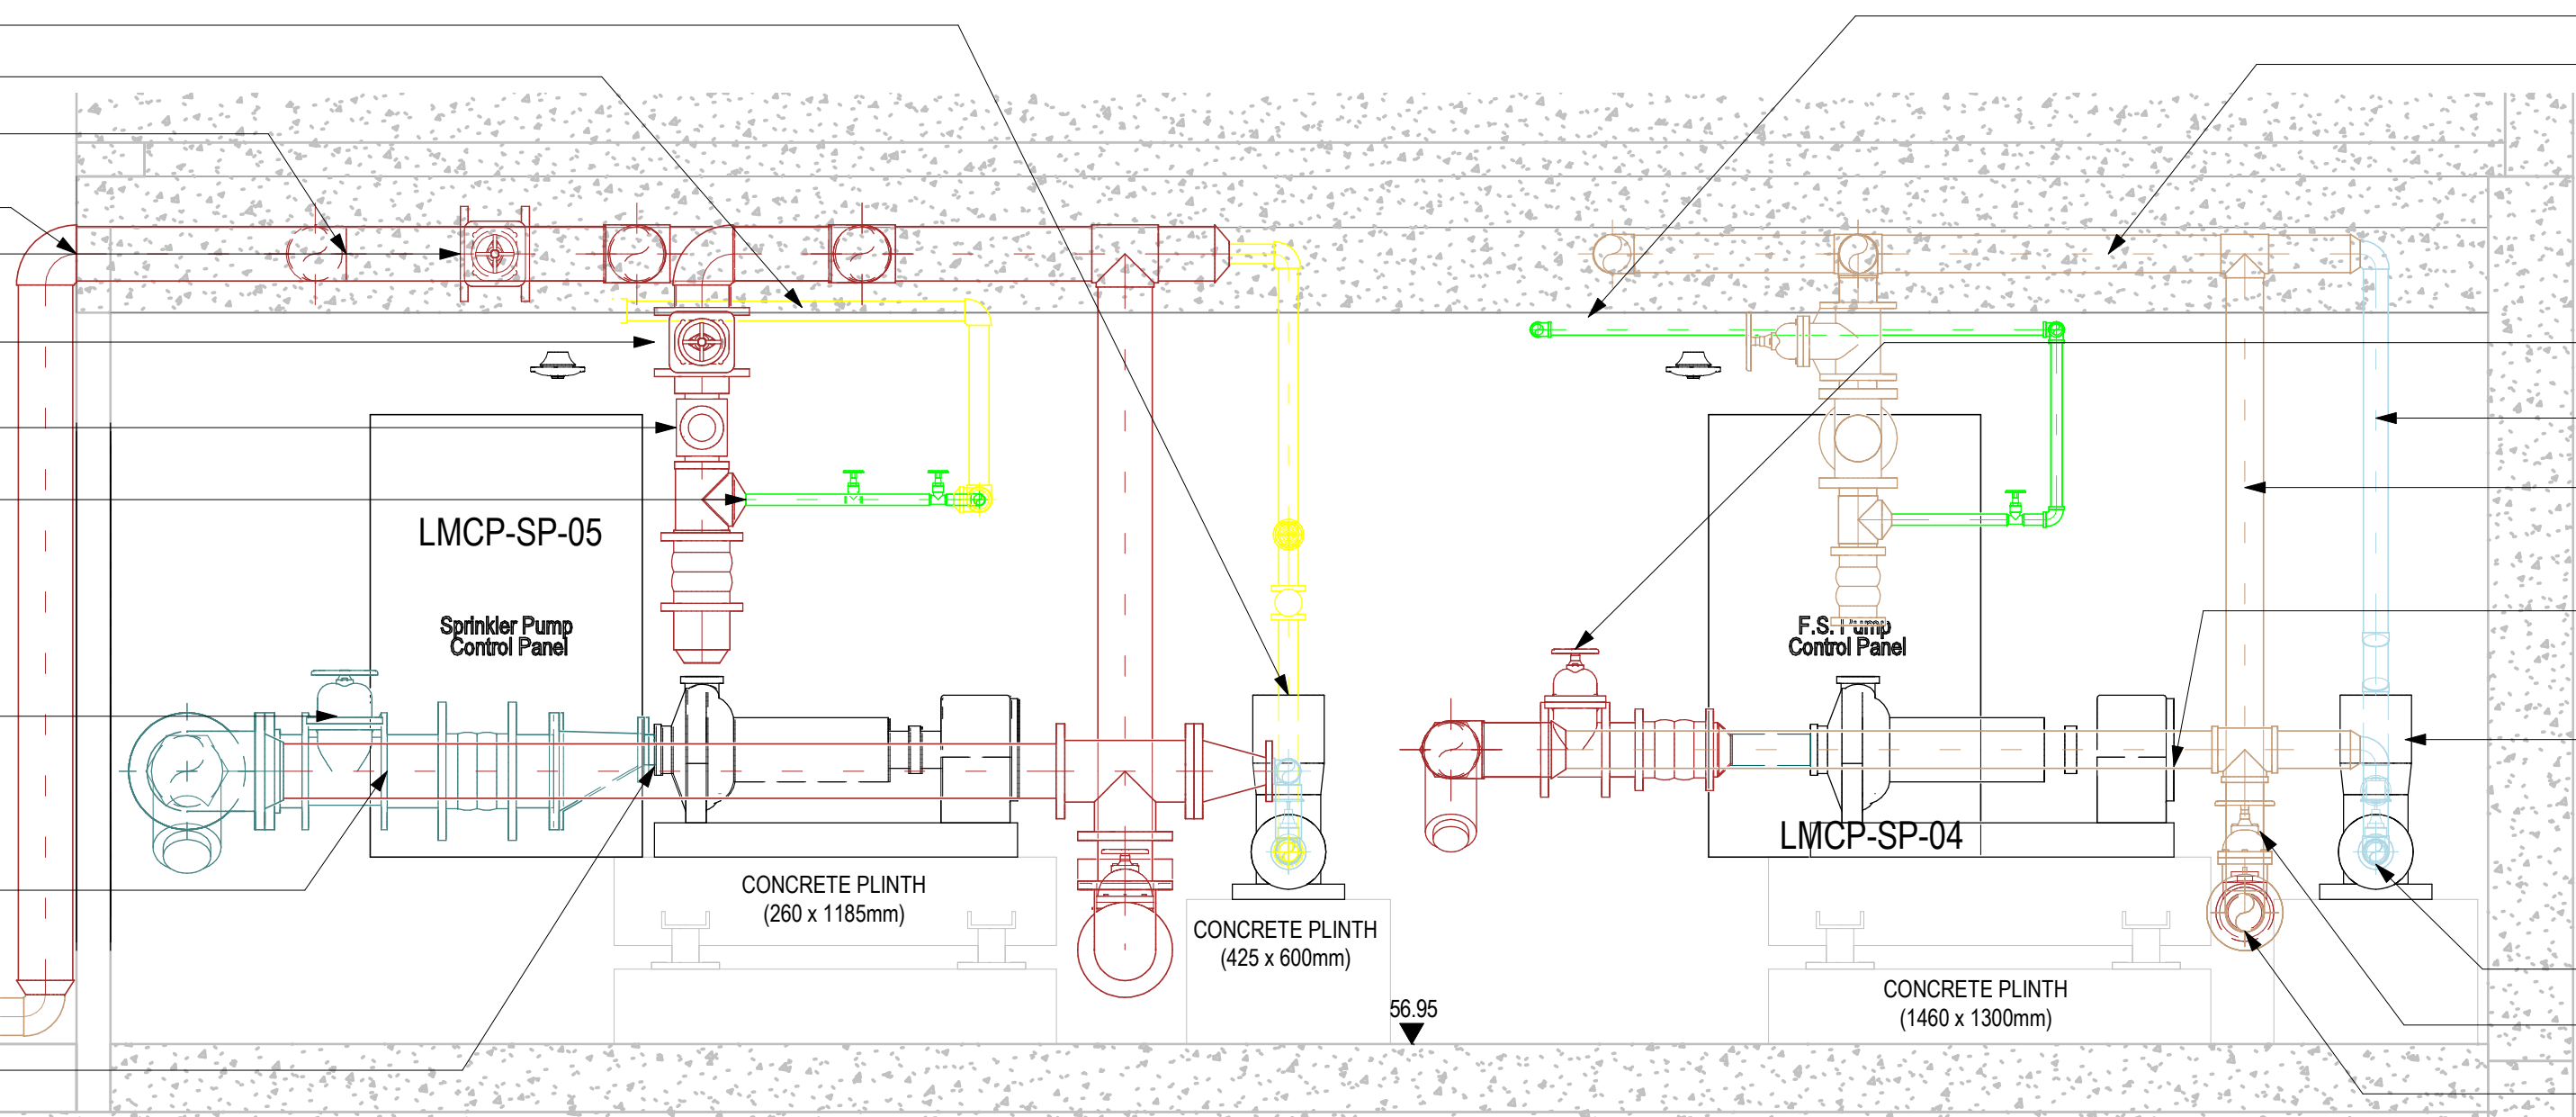 LMCP-SP-05
Sprinkler Pump
Control Panel
CONCRETE PLINTH
(260 x 1185mm)
CONCRETE PLINTH
(425 x 600mm)
56.95
F.S. Pump
Control Panel
LMCP-SP-04
CONCRETE PLINTH
(1460 x 1300mm)